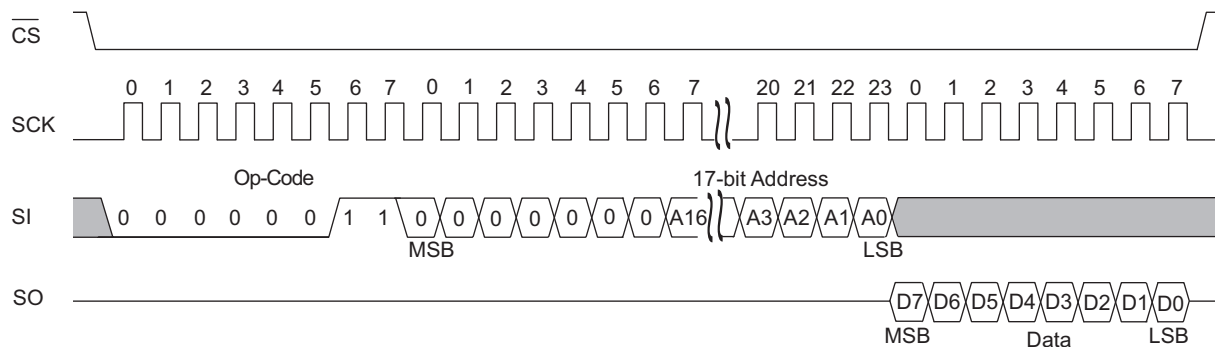 CS
0 1 2 3 4 5 6 7 0 1 2 3 4 5 6 7 20 21 22 23 0 1 2 3 4 5 6 7
SCK
Op-Code 17-bit Address
SI 0 0 0 0 0 0 1 1 0 0 0 0 0 0 0 A16 A3 A2 A1 A0
MSB LSB
SO D7 D6 D5 D4 D3 D2 D1 D0
MSB Data LSB